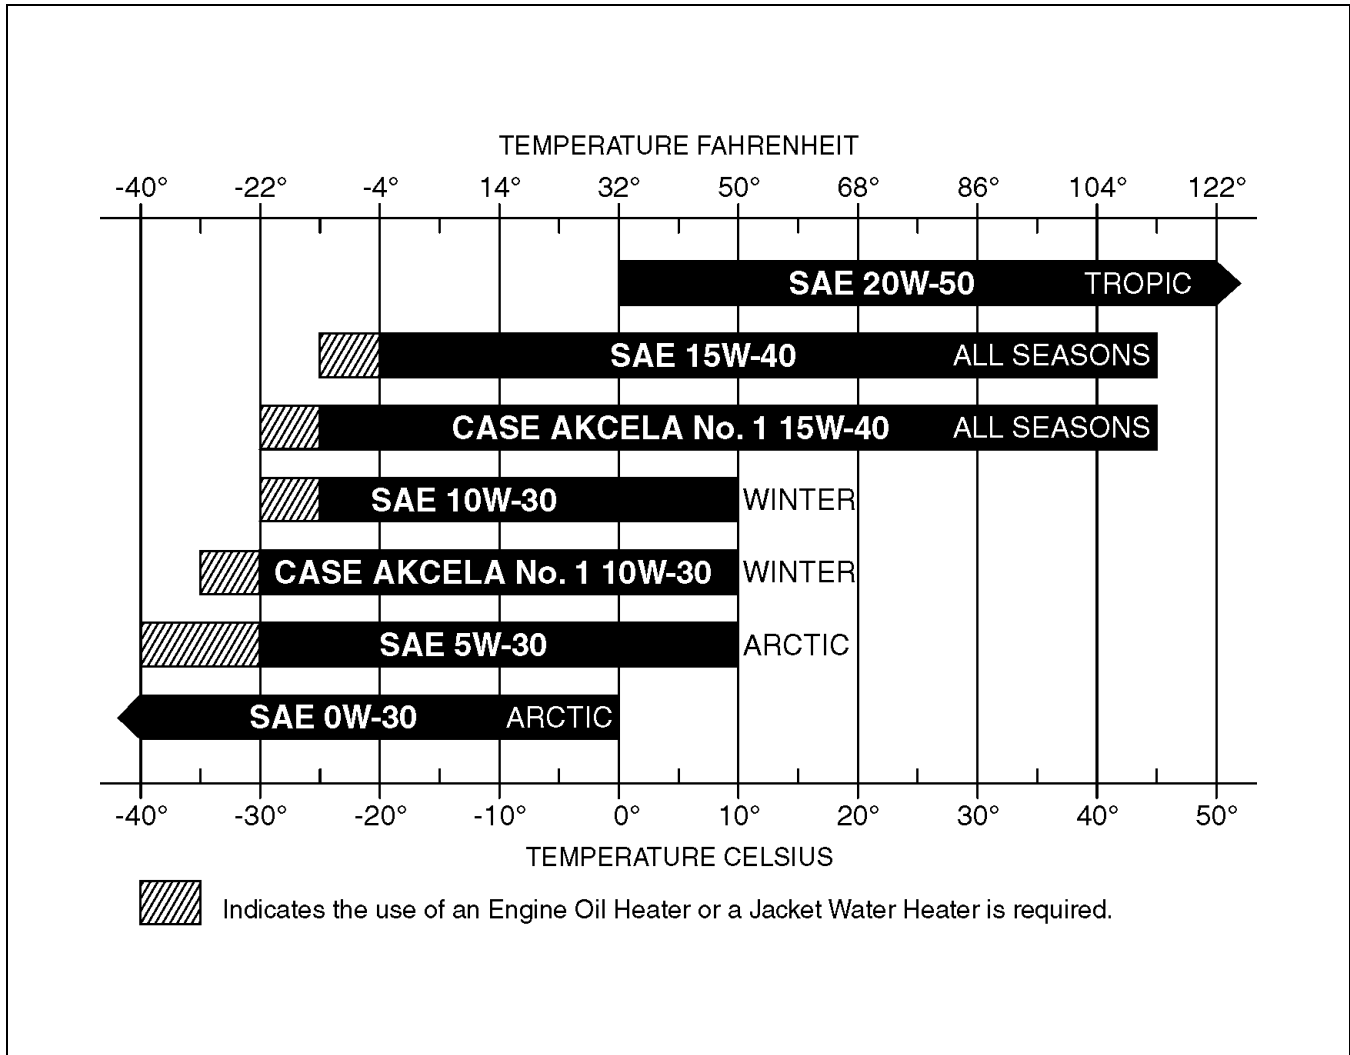 TEMPERATURE FAHRENHEIT
-40° -22° -4° 14° 32° 50° 68° 86° 104° 122°
SAE 20W-50 TROPIC
SAE 15W-40 ALL SEASONS
CASE AKCELA No. 1 15W-40 ALL SEASONS
SAE 10W-30 WINTER
CASE AKCELA No. 1 10W-30 WINTER
SAE 5W-30 ARCTIC
SAE 0W-30 ARCTIC
-40° -30° -20° -10° 0° 10° 20° 30° 40° 50°
TEMPERATURE CELSIUS
Indicates the use of an Engine Oil Heater or a Jacket Water Heater is required.